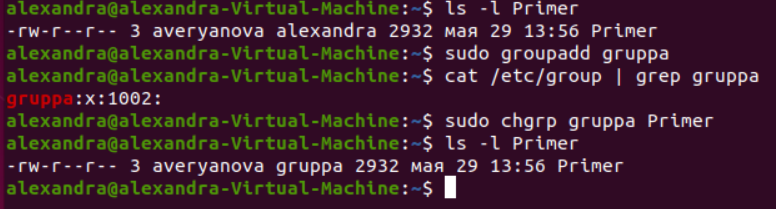 alexandra@alexandra-Virtual-Machine:~$ ls -l Primer
-rw-r--r-- 3 averyanova alexandra 2932 мая 29 13:56 Primer
alexandra@alexandra-Virtual-Machine:~$ sudo groupadd gruppa
alexandra@alexandra-Virtual-Machine:~$ cat /etc/group | grep gruppa
gruppa:x:1002:
alexandra@alexandra-Virtual-Machine:~$ sudo chgrp gruppa Primer
alexandra@alexandra-Virtual-Machine:~$ ls -l Primer
-rw-r--r-- 3 averyanova gruppa 2932 мая 29 13:56 Primer
alexandra@alexandra-Virtual-Machine:~$